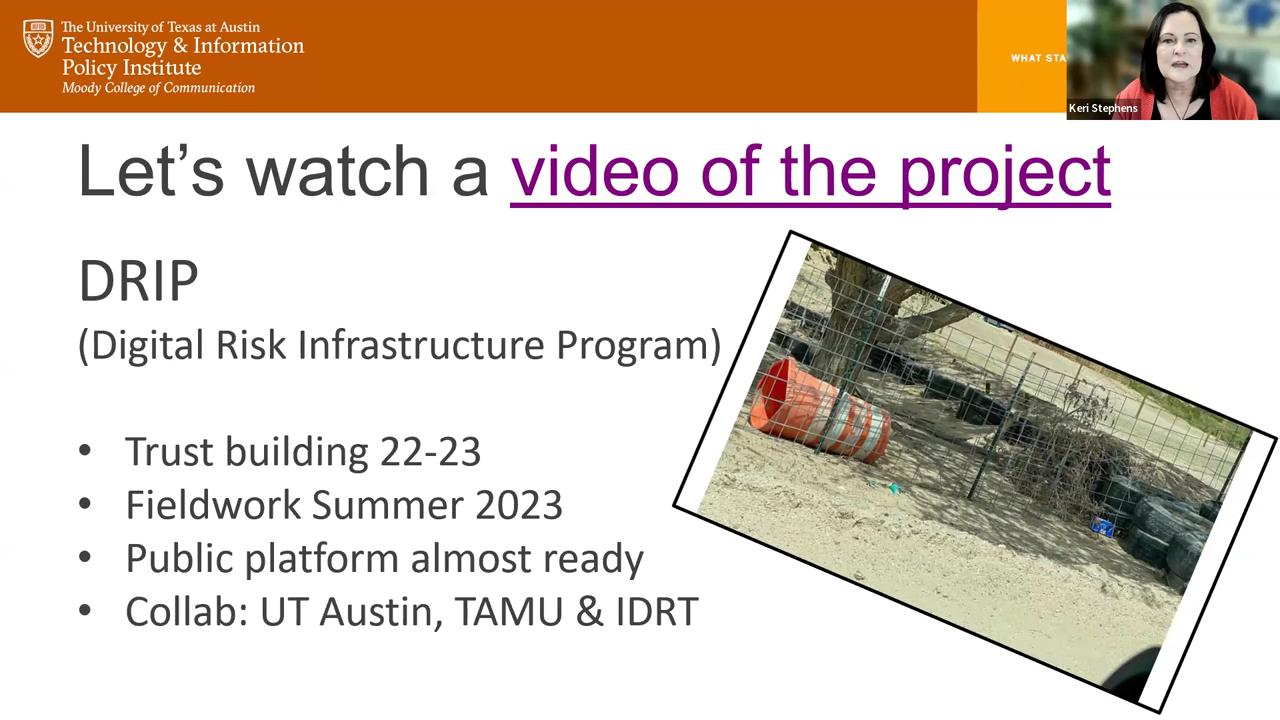 The University of Texas at Austin
Technology & Information
Policy Institute
Moody College of Communication
WHAT STA
Keri Stephens
Let's watch a video of the project
DRIP
(Digital Risk Infrastructure Program)
• Trust building 22-23
• Fieldwork Summer 2023
• Public platform almost ready
• Collab: UT Austin, TAMU & IDRT